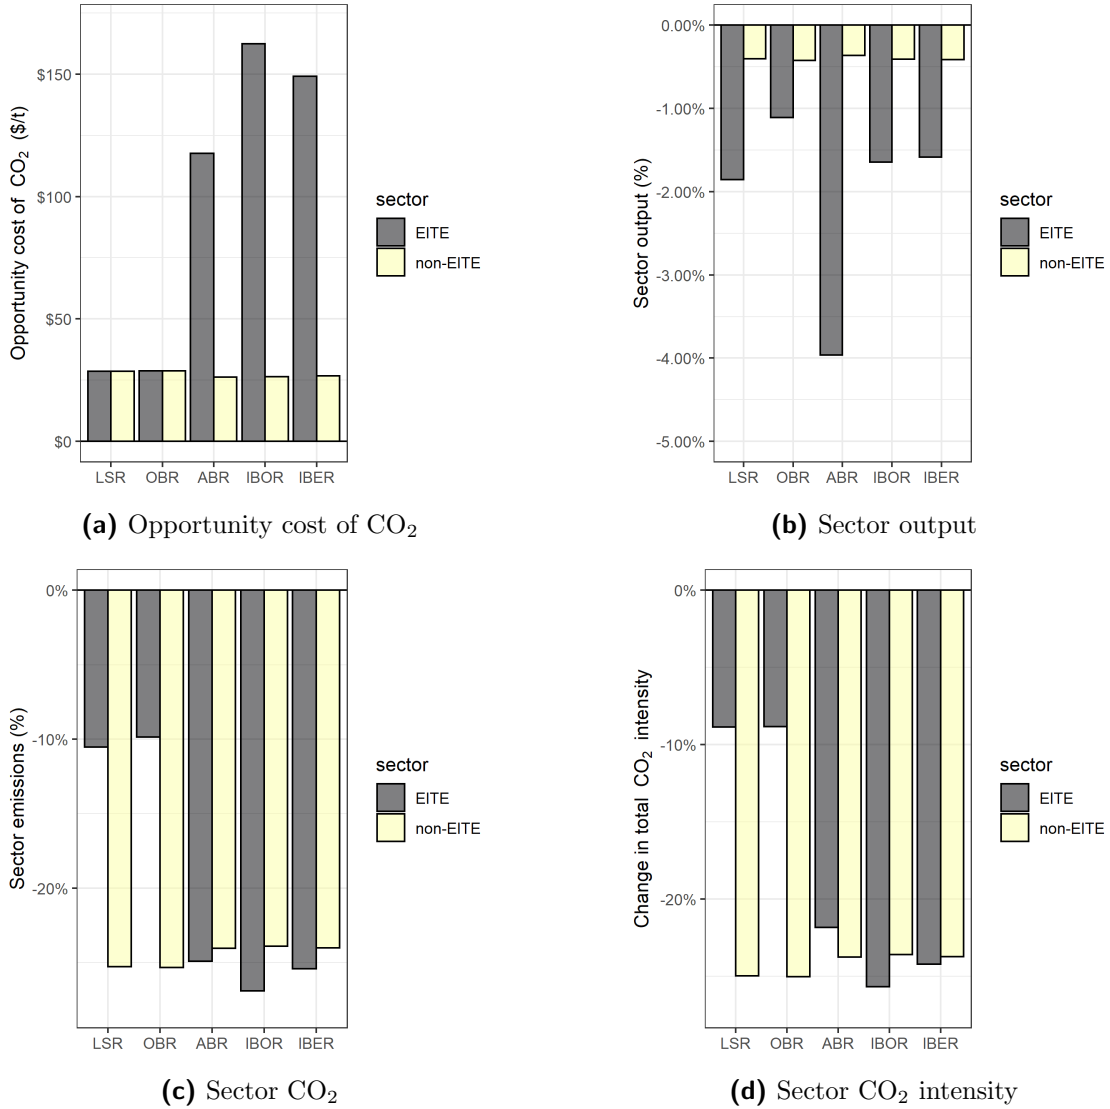 Opportunity cost of CO₂ ($/t)
$150
$100
$50
$0
LSR OBR ABR IBOR IBER
sector
EITE
non-EITE
(a) Opportunity cost of CO₂
Sector output (%)
0.00%
-1.00%
-2.00%
-3.00%
-4.00%
-5.00%
LSR OBR ABR IBOR IBER
sector
EITE
non-EITE
(b) Sector output
Sector emissions (%)
0%
-10%
-20%
LSR OBR ABR IBOR IBER
sector
EITE
non-EITE
(c) Sector CO₂
Change in total CO₂ intensity
0%
-10%
-20%
LSR OBR ABR IBOR IBER
sector
EITE
non-EITE
(d) Sector CO₂ intensity